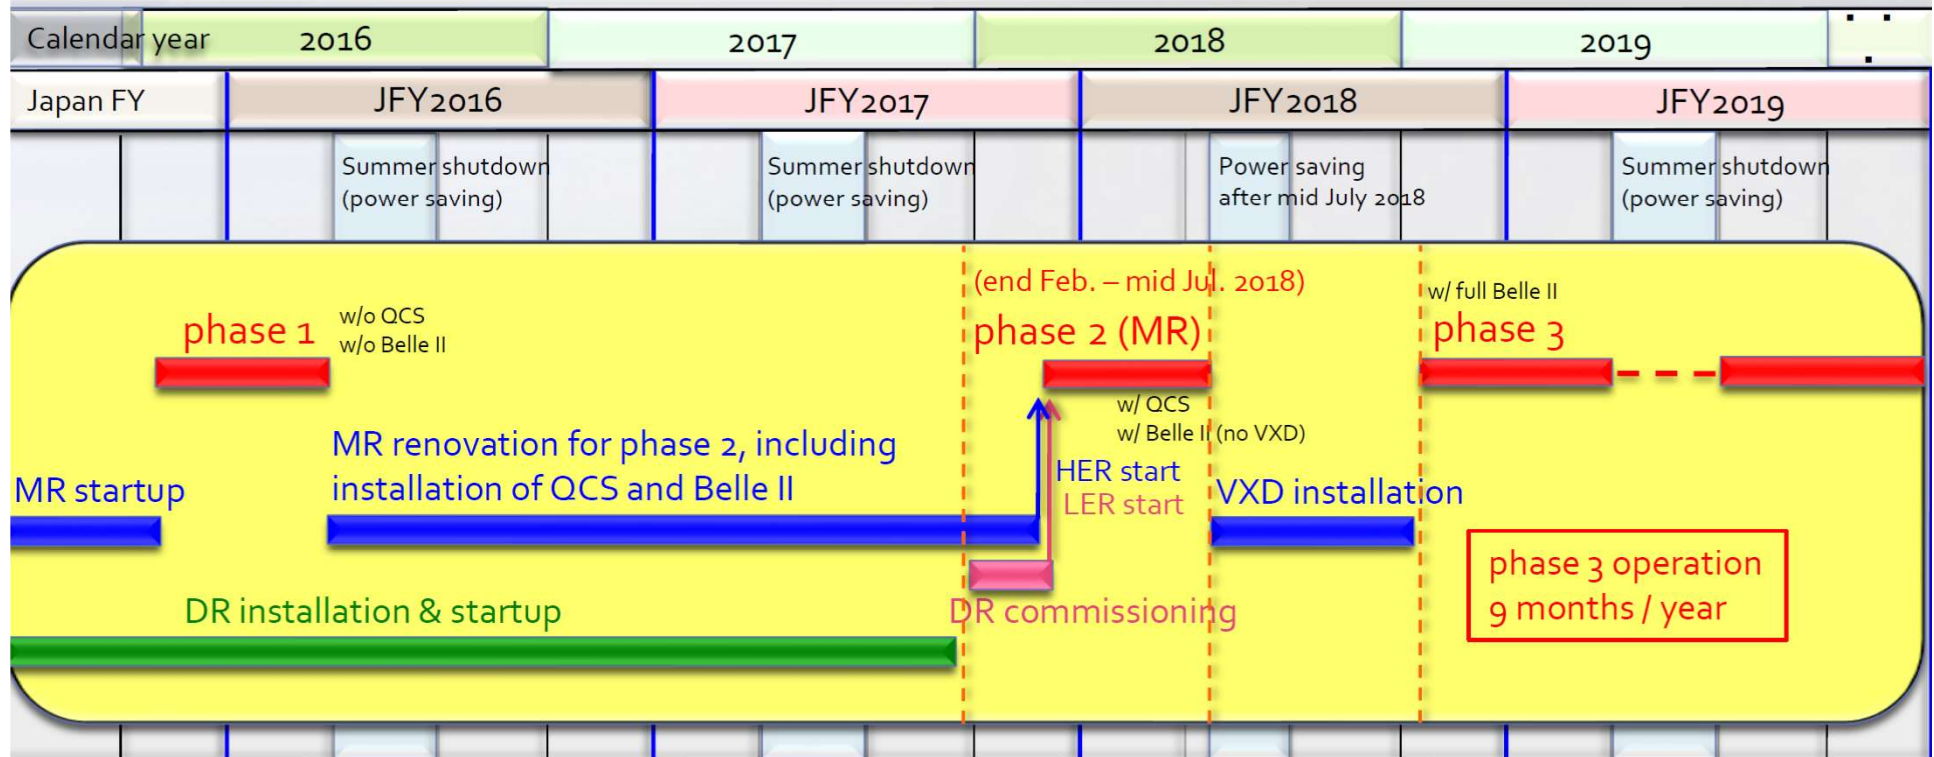 Calendar year 2016 2017 2018 2019 . . .
Japan FY JFY2016 JFY2017 JFY2018 JFY2019
Summer shutdown
(power saving)
Summer shutdown
(power saving)
Power saving
after mid July 2018
Summer shutdown
(power saving)
phase 1
w/o QCS
w/o Belle II
(end Feb. – mid Jul. 2018)
phase 2 (MR)
w/ full Belle II
phase 3
w/ QCS
w/ Belle II (no VXD)
MR startup
MR renovation for phase 2, including
installation of QCS and Belle II
HER start
LER start
VXD installation
DR installation & startup
DR commissioning
phase 3 operation
9 months / year